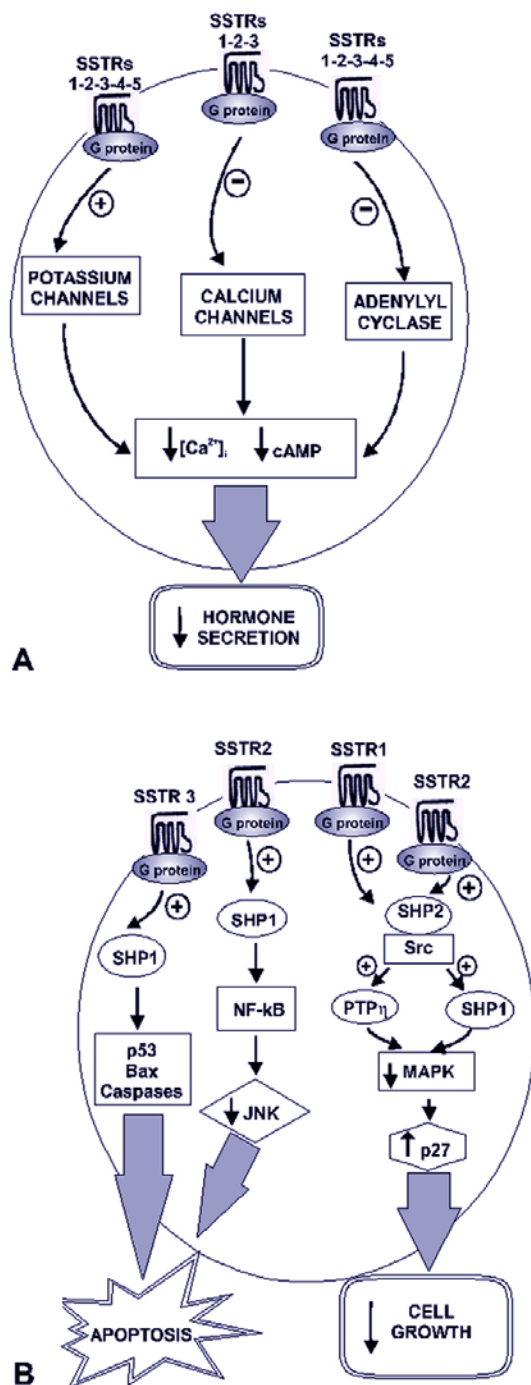 SSTRs
1-2-3-4-5
G protein
SSTRs
1-2-3
G protein
SSTRs
1-2-3-4-5
G protein
+
−
−
POTASSIUM
CHANNELS
CALCIUM
CHANNELS
ADENYLYL
CYCLASE
↓[Ca²⁺]ᵢ ↓cAMP
↓ HORMONE
SECRETION
A
SSTR 3
G protein
SSTR2
G protein
SSTR1
G protein
SSTR2
G protein
+
+
+
+
SHP1
SHP1
SHP2
Src
+
+
NF-kB
PTPη
SHP1
p53
Bax
Caspases
↓ JNK
↓ MAPK
↑ p27
APOPTOSIS
↓ CELL
GROWTH
B